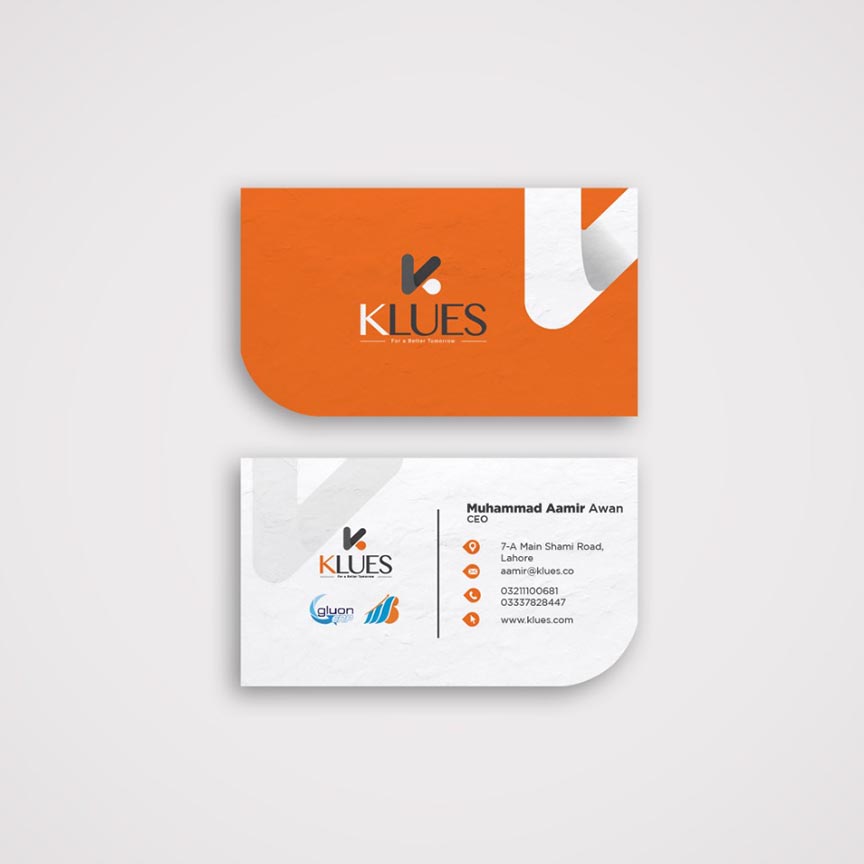 KLUES
For a Better Tomorrow
Muhammad Aamir Awan
CEO
KLUES
For a Better Tomorrow
gluon
7-A Main Shami Road,
Lahore
aamir@klues.co
03211100681
03337828447
www.klues.com